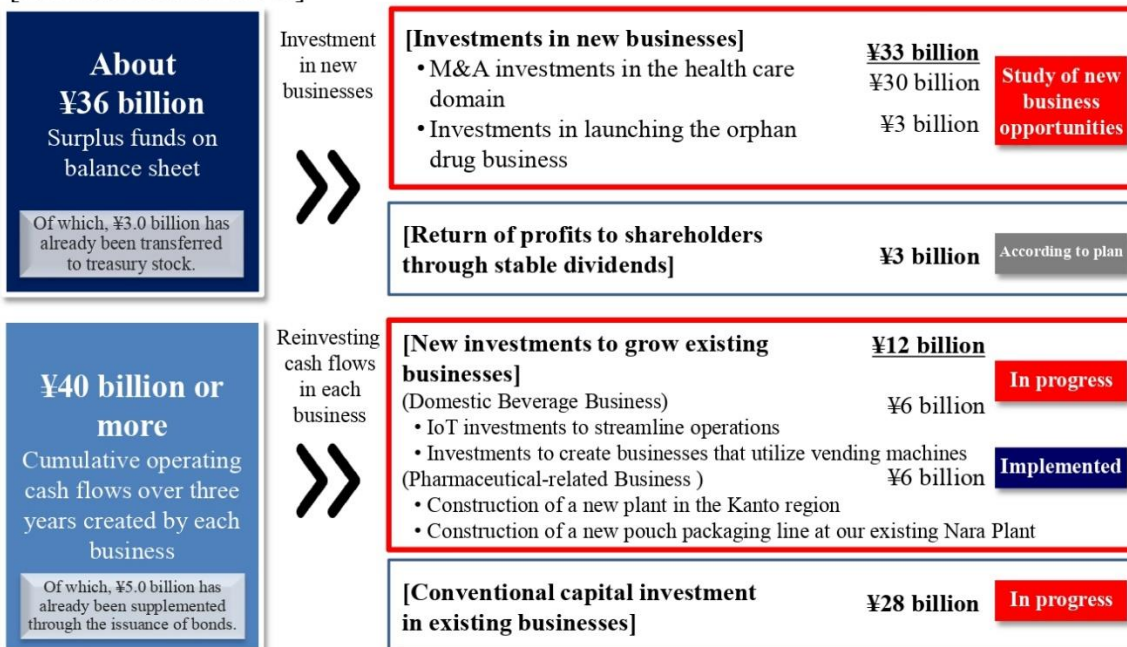 About
¥36 billion
Surplus funds on
balance sheet
Of which, ¥3.0 billion has
already been transferred
to treasury stock.
Investment
in new
businesses
[Investments in new businesses]
¥33 billion
• M&A investments in the health care
domain
¥30 billion
• Investments in launching the orphan
drug business
¥3 billion
Study of new
business
opportunities
[Return of profits to shareholders
through stable dividends]
¥3 billion
According to plan
¥40 billion or
more
Cumulative operating
cash flows over three
years created by each
business
Of which, ¥5.0 billion has
already been supplemented
through the issuance of bonds.
Reinvesting
cash flows
in each
business
[New investments to grow existing
businesses]
¥12 billion
(Domestic Beverage Business)
¥6 billion
In progress
• IoT investments to streamline operations
• Investments to create businesses that utilize vending machines
(Pharmaceutical-related Business )
¥6 billion
Implemented
• Construction of a new plant in the Kanto region
• Construction of a new pouch packaging line at our existing Nara Plant
[Conventional capital investment
in existing businesses]
¥28 billion
In progress